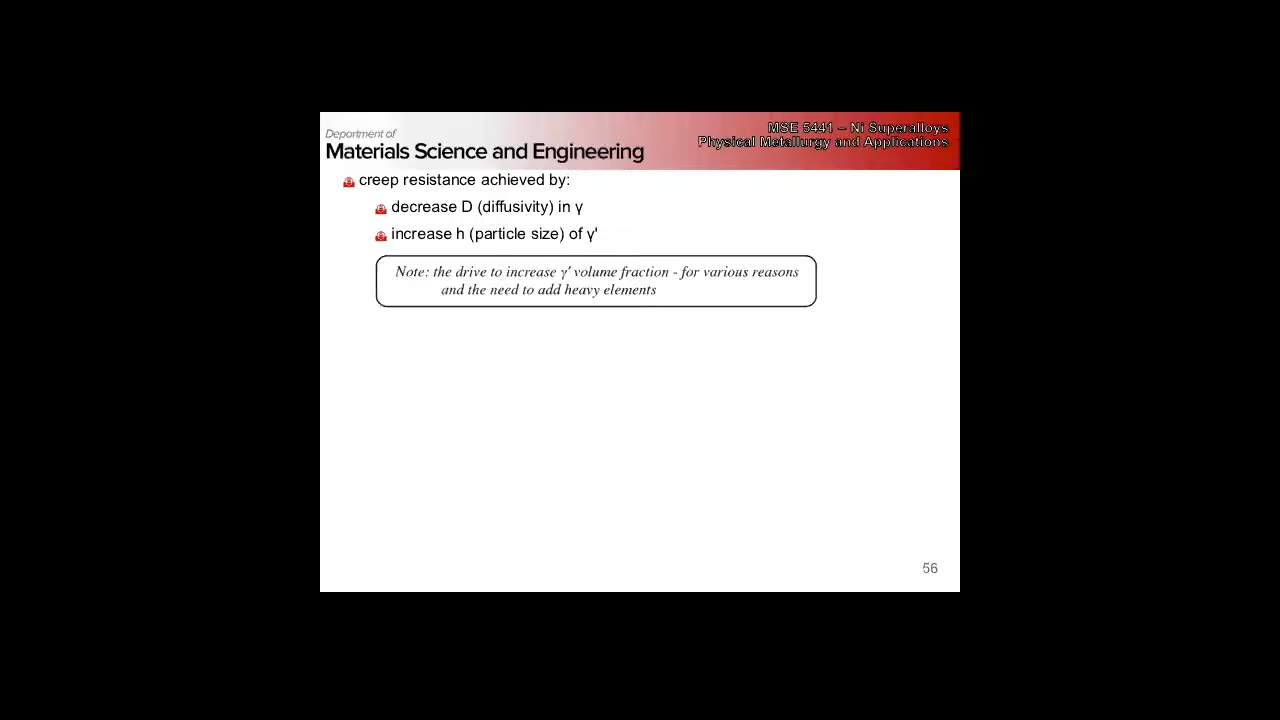 Department of
Materials Science and Engineering
MSE 5441 – Ni Superalloys
Physical Metallurgy and Applications
creep resistance achieved by:
decrease D (diffusivity) in γ
increase h (particle size) of γ'
Note: the drive to increase γ' volume fraction - for various reasons
and the need to add heavy elements
56